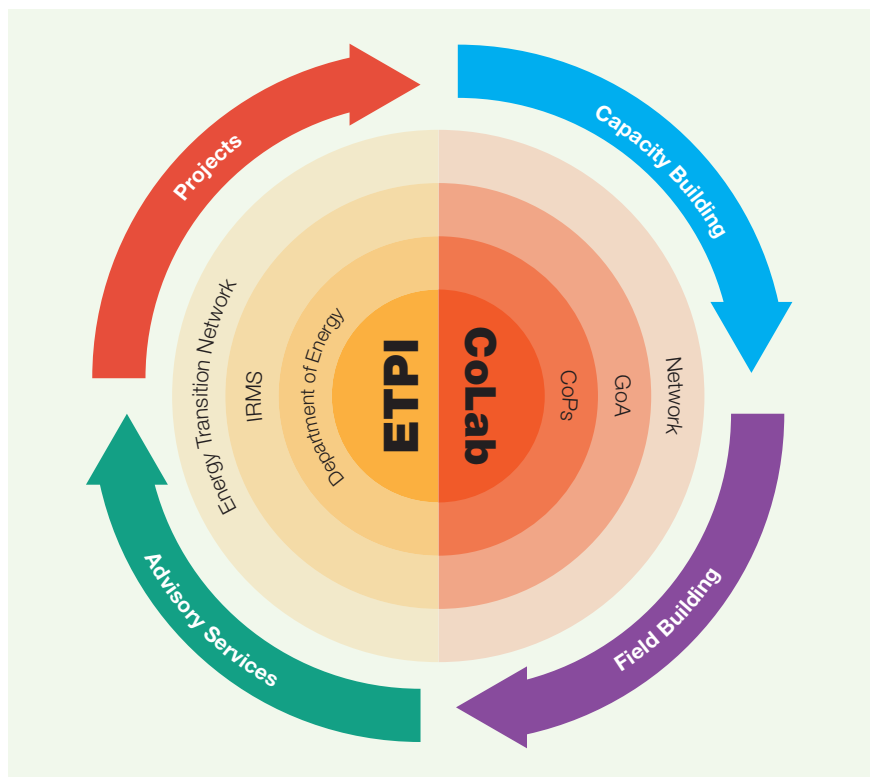 Projects
Capacity Building
Energy Transition Network
IRMS
Department of Energy
ETPI
CoLab
CoPs
GoA
Network
Advisory Services
Field Building